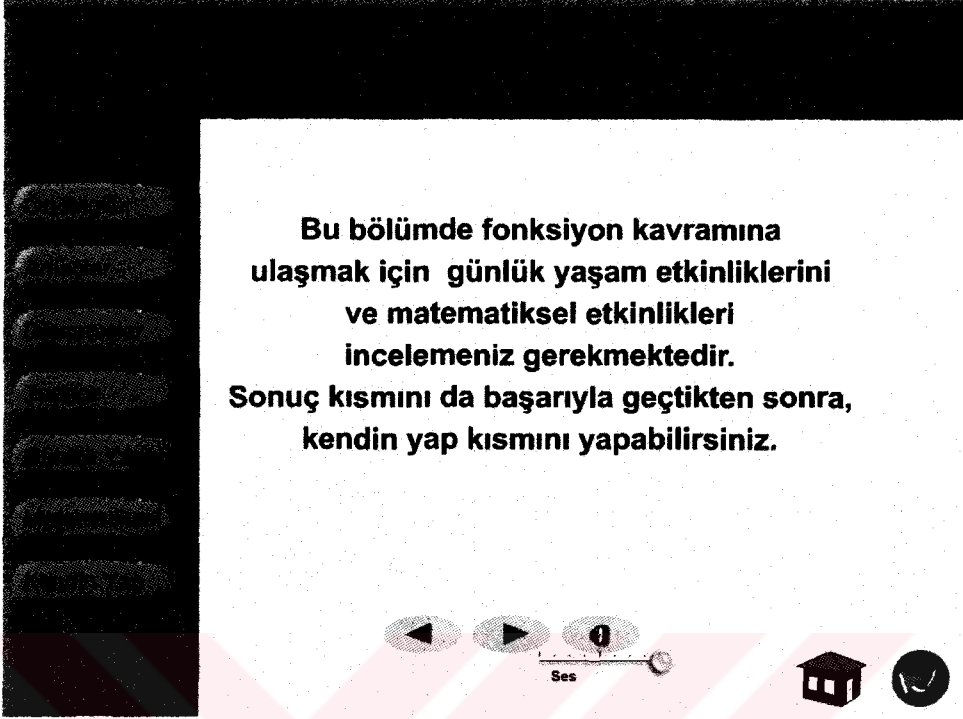 Bu bölümde fonksiyon kavramına
ulaşmak için günlük yaşam etkinliklerini
ve matematiksel etkinlikleri
incelemeniz gerekmektedir.
Sonuç kısmını da başarıyla geçtikten sonra,
kendin yap kısmını yapabilirsiniz.
Ses